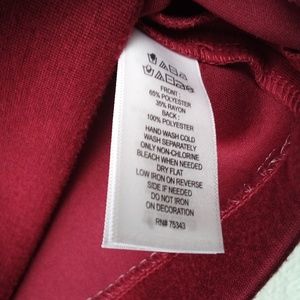 FRONT :
65% POLYESTER
35% RAYON
BACK :
100% POLYESTER
HAND WASH COLD
WASH SEPARATELY
ONLY NON-CHLORINE
BLEACH WHEN NEEDED
DRY FLAT
LOW IRON ON REVERSE
SIDE IF NEEDED
DO NOT IRON
ON DECORATION
RN# 75343